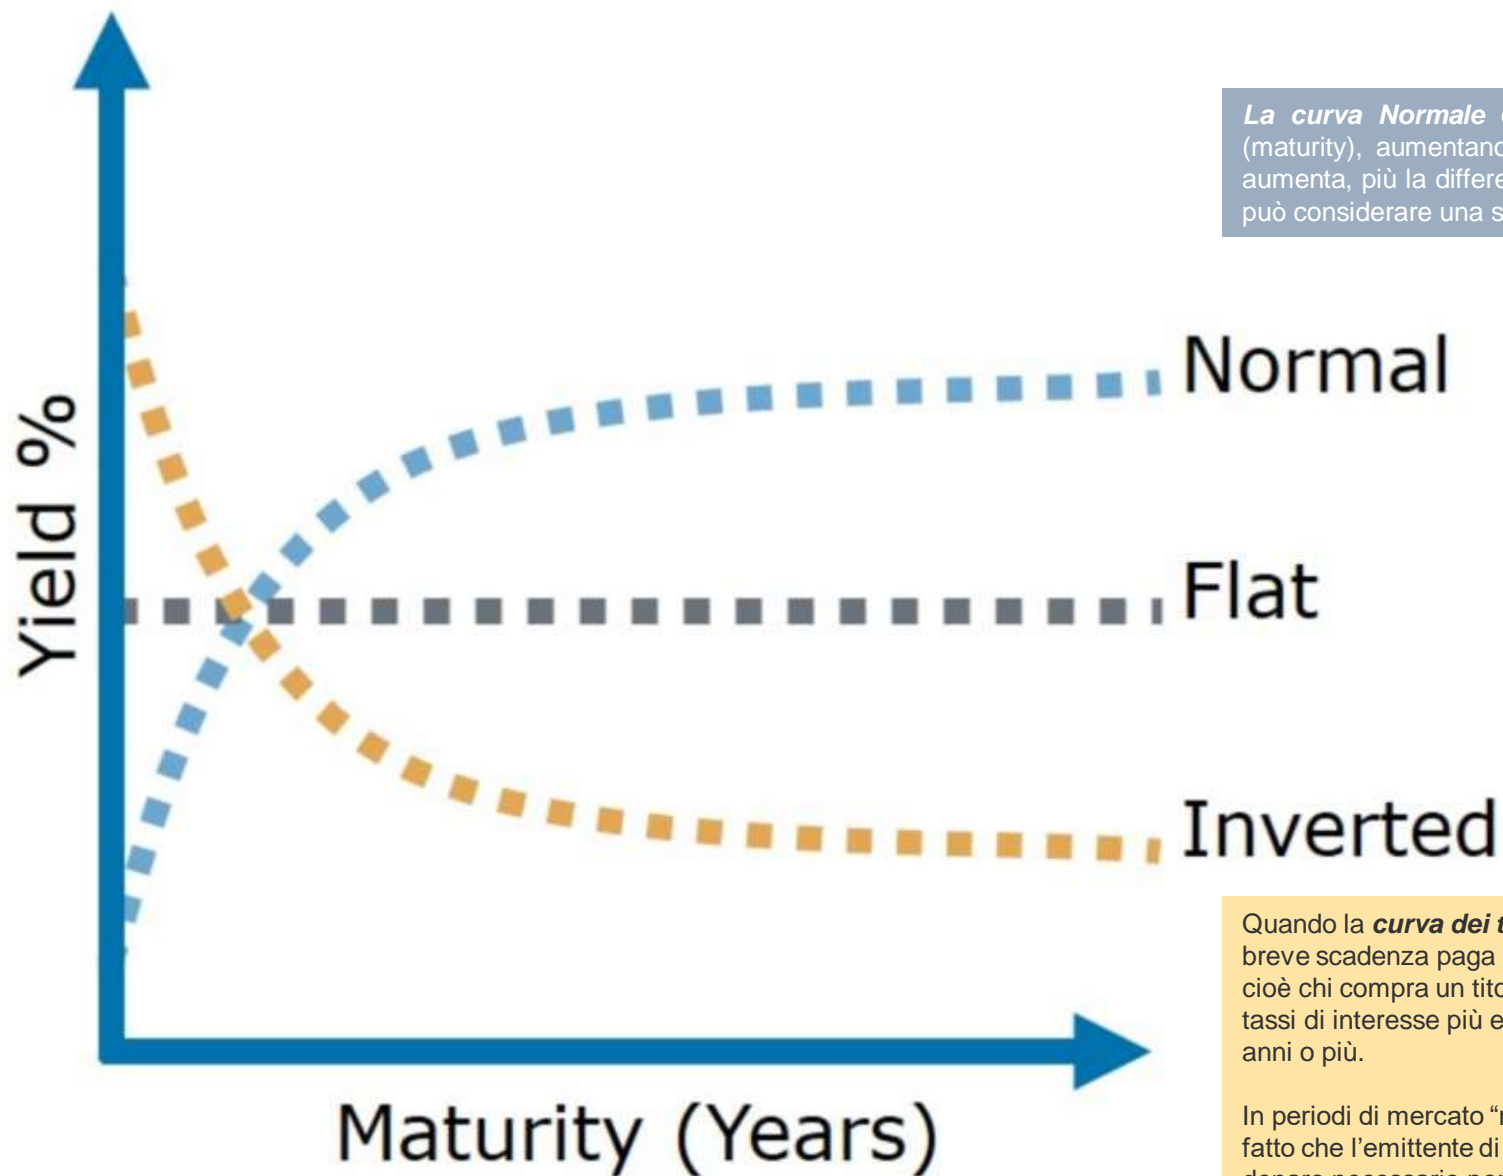 La curva Normale
(maturity), aumentano
aumenta, più la differe
può considerare una s
Normal
Yield %
Flat
Inverted
Quando la curva dei t
breve scadenza paga
cioè chi compra un tito
tassi di interesse più e
anni o più.
In periodi di mercato “
fatto che l’emittente di
Maturity (Years)